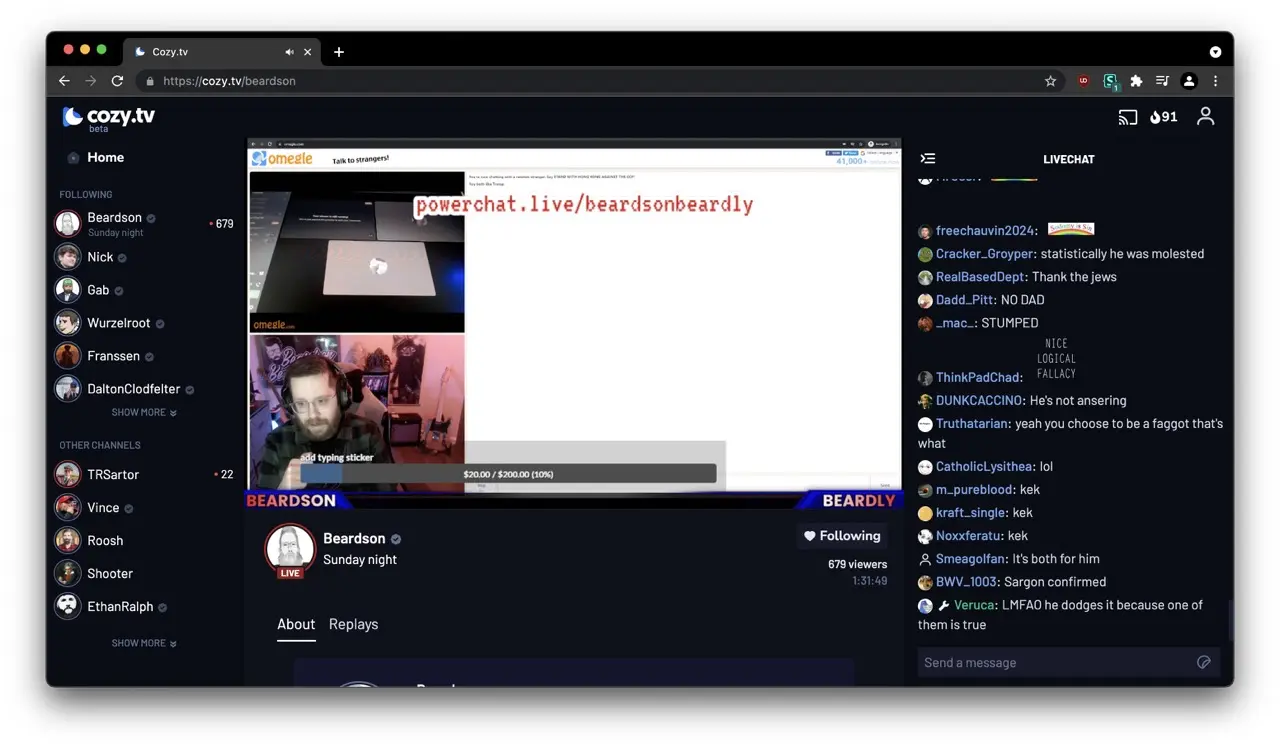 Cozy.tv
https://cozy.tv/beardson
1
cozy.tv
beta
91
Home
FOLLOWING
Beardson
Sunday night
679
Nick
Gab
Wurzelroot
Franssen
DaltonClodfelter
SHOW MORE
OTHER CHANNELS
TRSartor
22
Vince
Roosh
Shooter
EthanRalph
SHOW MORE
omegle
Talk to strangers!
41,000+
powerchat.live/beardsonbeardly
omegle.com
add typing sticker
$20.00 / $200.00 (10%)
BEARDSON
BEARDLY
LIVE
Beardson
Sunday night
Following
679 viewers
1:31:49
About
Replays
LIVECHAT
freechauvin2024:
Cracker_Groyper: statistically he was molested
RealBasedDept: Thank the jews
Dadd_Pitt: NO DAD
_mac_: STUMPED
NICE
LOGICAL
FALLACY
ThinkPadChad:
DUNKCACCINO: He's not ansering
Truthatarian: yeah you choose to be a faggot that's
what
CatholicLysithea: lol
m_pureblood: kek
kraft_single: kek
Noxxferatu: kek
Smeagolfan: It's both for him
BWV_1003: Sargon confirmed
Veruca: LMFAO he dodges it because one of
them is true
Send a message